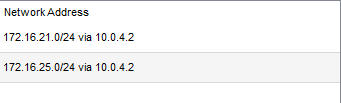 Network Address
172.16.21.0/24 via 10.0.4.2
172.16.25.0/24 via 10.0.4.2